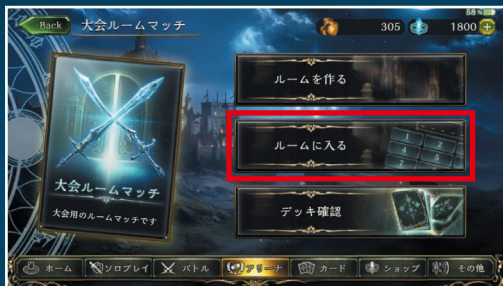 58%
Back 大会ルームマッチ 305 1800
ルームを作る
ルームに入る
1 2
4 5
7
大会ルームマッチ
大会用のルームマッチです
デッキ確認
ホーム ソロプレイ バトル アリーナ カード ショップ その他